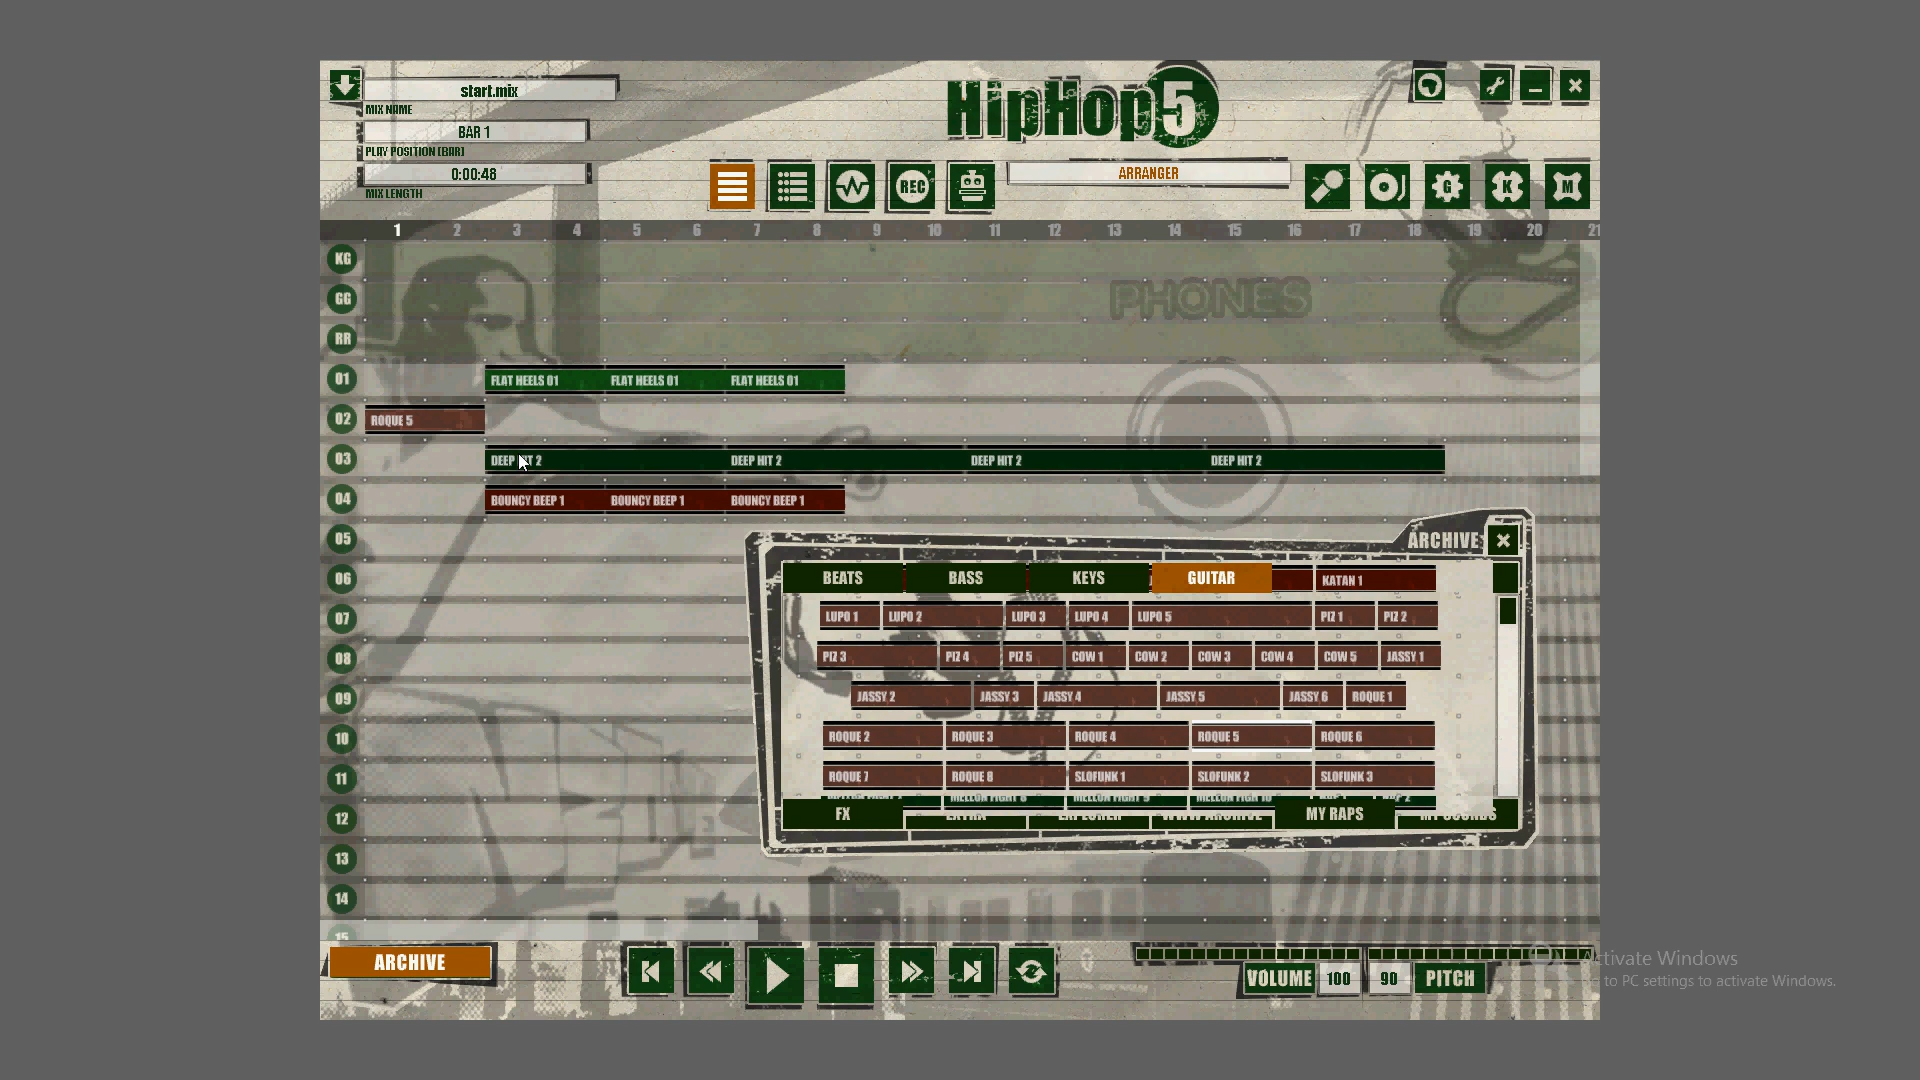 start.mix
MIX NAME
BAR 1
PLAY POSITION [BAR]
0:00:48
MIX LENGTH
HipHop5
REC
ARRANGER
G
K
M
1 2 3 4 5 6 7 8 9 10 11 12 13 14 15 16 17 18 19 20 21
KG
GG
PHONES
RR
01 FLAT HEELS 01 FLAT HEELS 01 FLAT HEELS 01
02 ROQUE 5
03 DEEP HIT 2 DEEP HIT 2 DEEP HIT 2 DEEP HIT 2
04 BOUNCY BEEP 1 BOUNCY BEEP 1 BOUNCY BEEP 1
05
06
07
08
09
10
11
12
13
14
15
ARCHIVE
BEATS BASS KEYS GUITAR KATAN 1
LUPO 1 LUPO 2 LUPO 3 LUPO 4 LUPO 5 PIZ 1 PIZ 2
PIZ 3 PIZ 4 PIZ 5 COW 1 COW 2 COW 3 COW 4 COW 5 JASSY 1
JASSY 2 JASSY 3 JASSY 4 JASSY 5 JASSY 6 ROQUE 1
ROQUE 2 ROQUE 3 ROQUE 4 ROQUE 5 ROQUE 6
ROQUE 7 ROQUE 8 SLOFUNK 1 SLOFUNK 2 SLOFUNK 3
FX EXTRA EXPLORER WWW ARCHIVE MY RAPS MY SOUNDS
ARCHIVE
VOLUME 100 90 PITCH
Activate Windows
to PC settings to activate Windows.